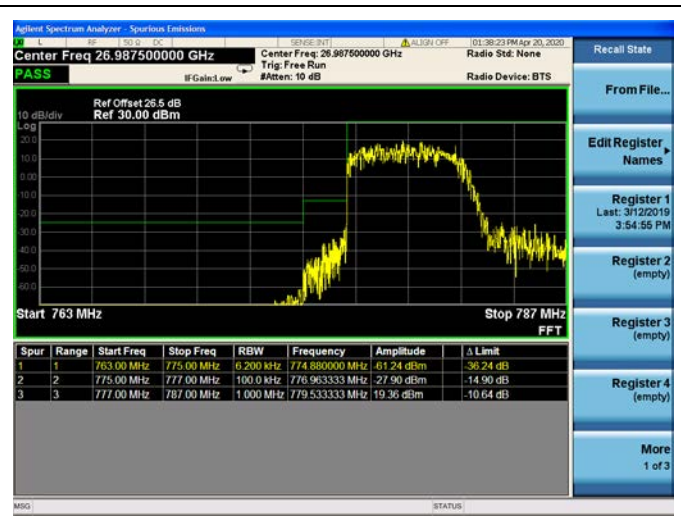 Agilent Spectrum Analyzer - Spurious Emissions
L RF 50 Ω DC SENSE:INT ALIGN OFF 01:38:23 PM Apr 20, 2020
Center Freq 26.987500000 GHz
Center Freq: 26.987500000 GHz
Radio Std: None
Trig: Free Run
PASS
IFGain:Low
#Atten: 10 dB
Radio Device: BTS
Ref Offset 26.5 dB
10 dB/div Ref 30.00 dBm
Log
20.0
10.0
0.00
-10.0
-20.0
-30.0
-40.0
-50.0
-60.0
Start 763 MHz Stop 787 MHz
FFT
Spur Range Start Freq Stop Freq RBW Frequency Amplitude Δ Limit
1 1 763.00 MHz 775.00 MHz 6.200 kHz 774.880000 MHz -61.24 dBm -36.24 dB
2 2 775.00 MHz 777.00 MHz 100.0 kHz 776.963333 MHz -27.90 dBm -14.90 dB
3 3 777.00 MHz 787.00 MHz 1.000 MHz 779.533333 MHz 19.36 dBm -10.64 dB
MSG STATUS
Recall State
From File...
Edit Register
Names
Register 1
Last: 3/12/2019
3:54:55 PM
Register 2
(empty)
Register 3
(empty)
Register 4
(empty)
More
1 of 3